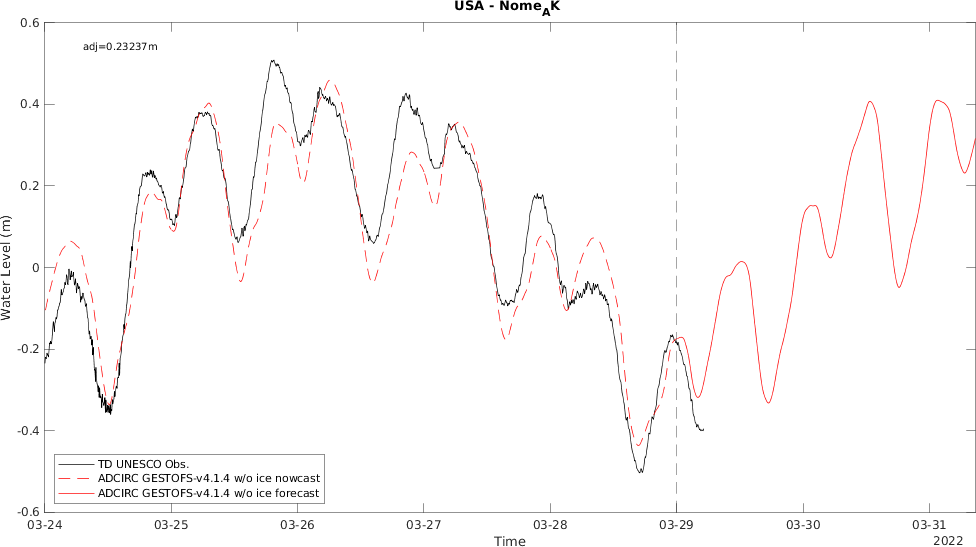 USA - Nome_AK
adj=0.23237m
0.6
0.4
0.2
0
-0.2
-0.4
-0.6
Water Level (m)
TD UNESCO Obs.
ADCIRC GESTOFS-v4.1.4 w/o ice nowcast
ADCIRC GESTOFS-v4.1.4 w/o ice forecast
03-24 03-25 03-26 03-27 03-28 03-29 03-30 03-31
Time
2022